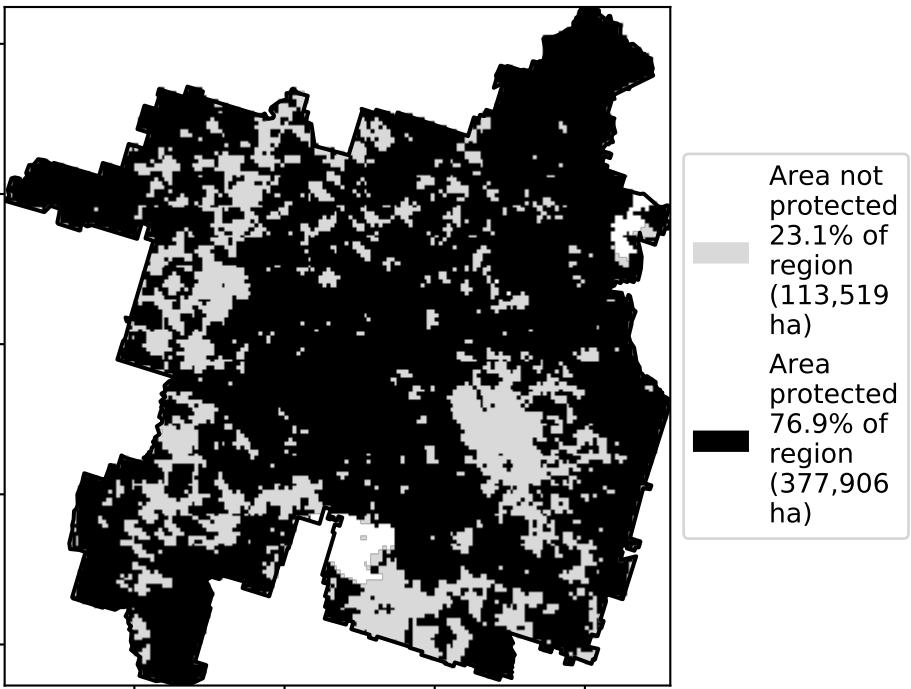 Area not
protected
23.1% of
region
(113,519
ha)
Area
protected
76.9% of
region
(377,906
ha)